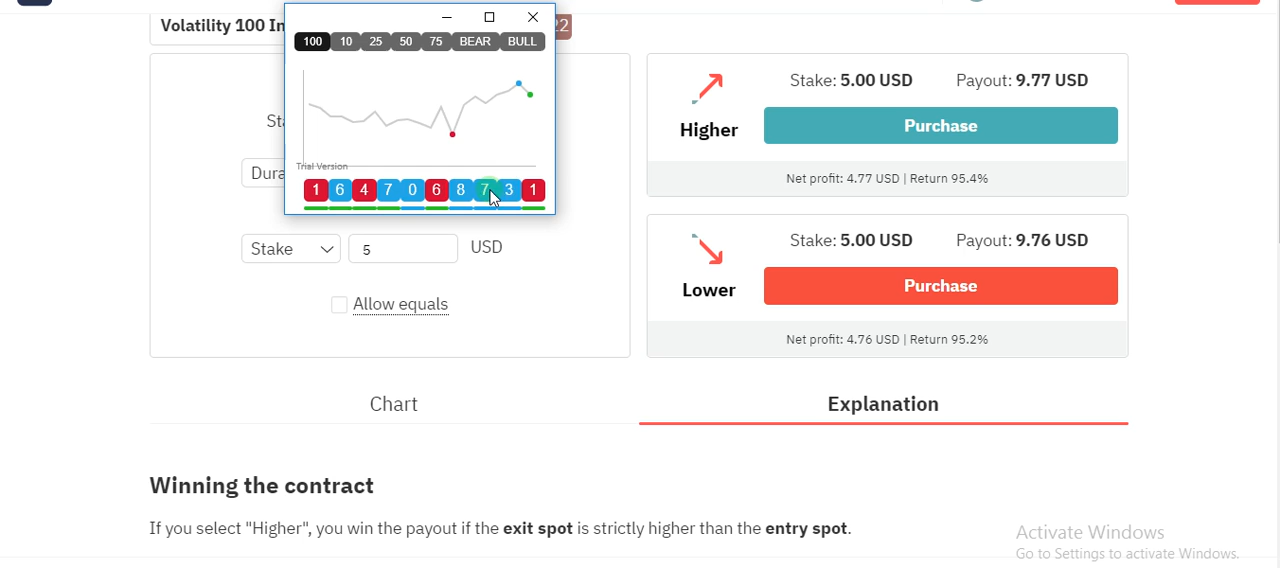 Volatility 100 In
22
100 10 25 50 75 BEAR BULL
Trial Version
1 6 4 7 0 6 8 7 3 1
Sta
Dura
Stake 5 USD
Allow equals
Stake: 5.00 USD Payout: 9.77 USD
Higher Purchase
Net profit: 4.77 USD | Return 95.4%
Stake: 5.00 USD Payout: 9.76 USD
Lower Purchase
Net profit: 4.76 USD | Return 95.2%
Chart Explanation
Winning the contract
If you select "Higher", you win the payout if the exit spot is strictly higher than the entry spot.
Activate Windows
Go to Settings to activate Windows.